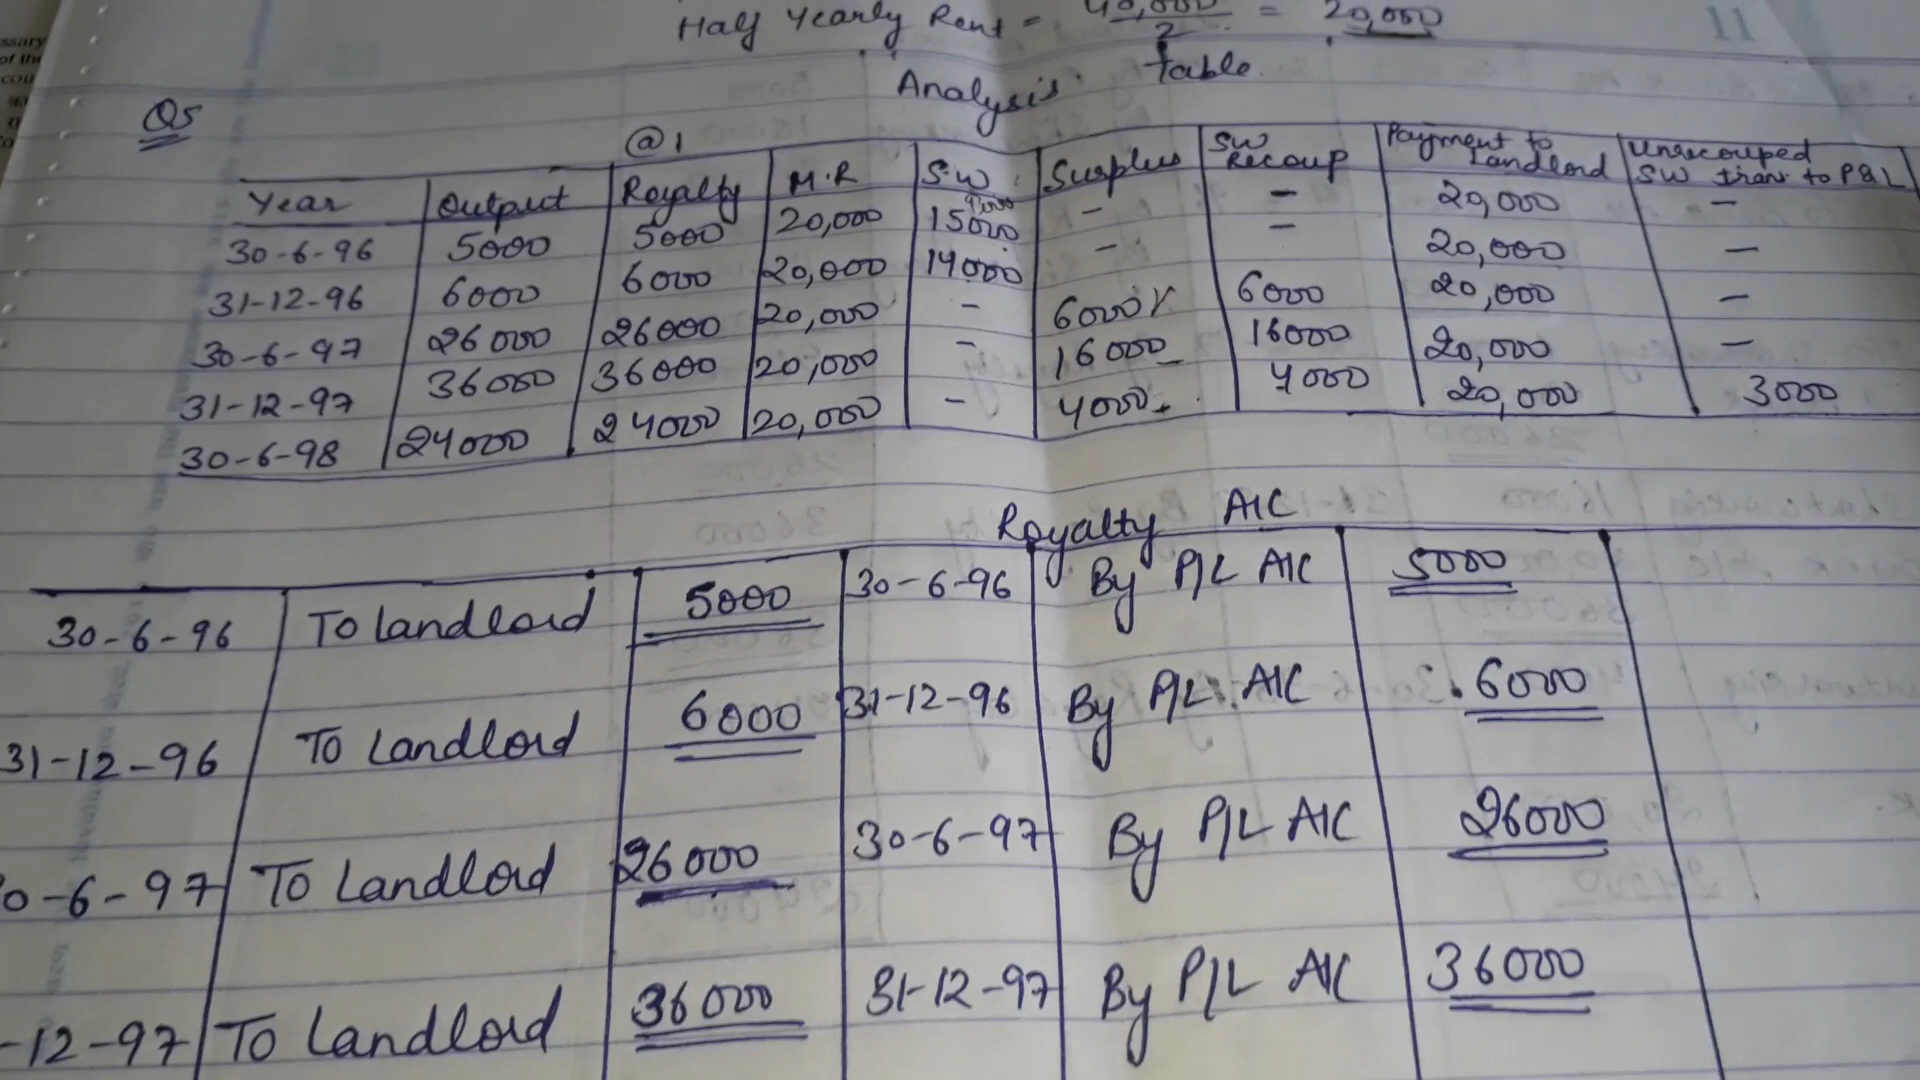 ssary
of the
cou
Half Yearly Rent = 40,000/2 = 20,000
11
Analysis Table
Q5
@ 1
Year Output Royalty M.R S.W Surplus SW Recoup Payment to Landlord Unrecouped SW tran to P&L
30-6-96 5000 5000 20,000 15000 - - 20,000 -
31-12-96 6000 6000 20,000 14000 - - 20,000 -
30-6-97 26000 26000 20,000 - 6000 6000 20,000 -
31-12-97 36000 36000 20,000 - 16000 16000 20,000 -
30-6-98 24000 24000 20,000 - 4000 4000 20,000 3000
Royalty A/C
30-6-96 To Landlord 5000 30-6-96 By P/L A/C 5000
31-12-96 To Landlord 6000 31-12-96 By P/L A/C 6000
0-6-97 To Landlord 26000 30-6-97 By P/L A/C 26000
-12-97 To Landlord 36000 31-12-97 By P/L A/C 36000